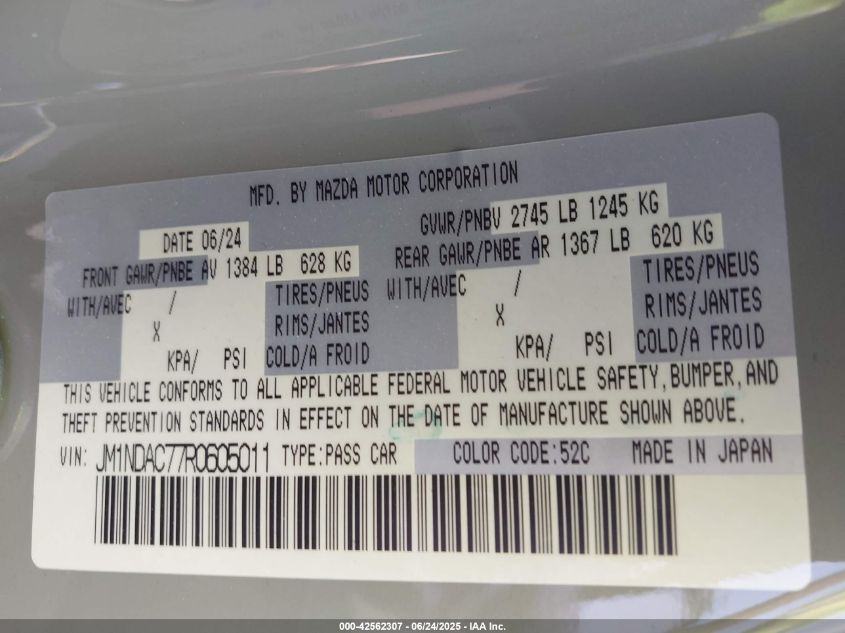 MFD. BY MAZDA MOTOR CORPORATION
DATE 06/24 GVWR/PNBV 2745 LB 1245 KG
FRONT GAWR/PNBE AV 1384 LB 628 KG REAR GAWR/PNBE AR 1367 LB 620 KG
WITH/AVEC / TIRES/PNEUS WITH/AVEC / TIRES/PNEUS
X RIMS/JANTES X RIMS/JANTES
KPA/ PSI COLD/A FROID KPA/ PSI COLD/A FROID
THIS VEHICLE CONFORMS TO ALL APPLICABLE FEDERAL MOTOR VEHICLE SAFETY, BUMPER, AND
THEFT PREVENTION STANDARDS IN EFFECT ON THE DATE OF MANUFACTURE SHOWN ABOVE.
VIN: JM1NDAC77R0605011 TYPE:PASS CAR COLOR CODE:52C MADE IN JAPAN
000-42562307 - 06/24/2025 - IAA Inc.